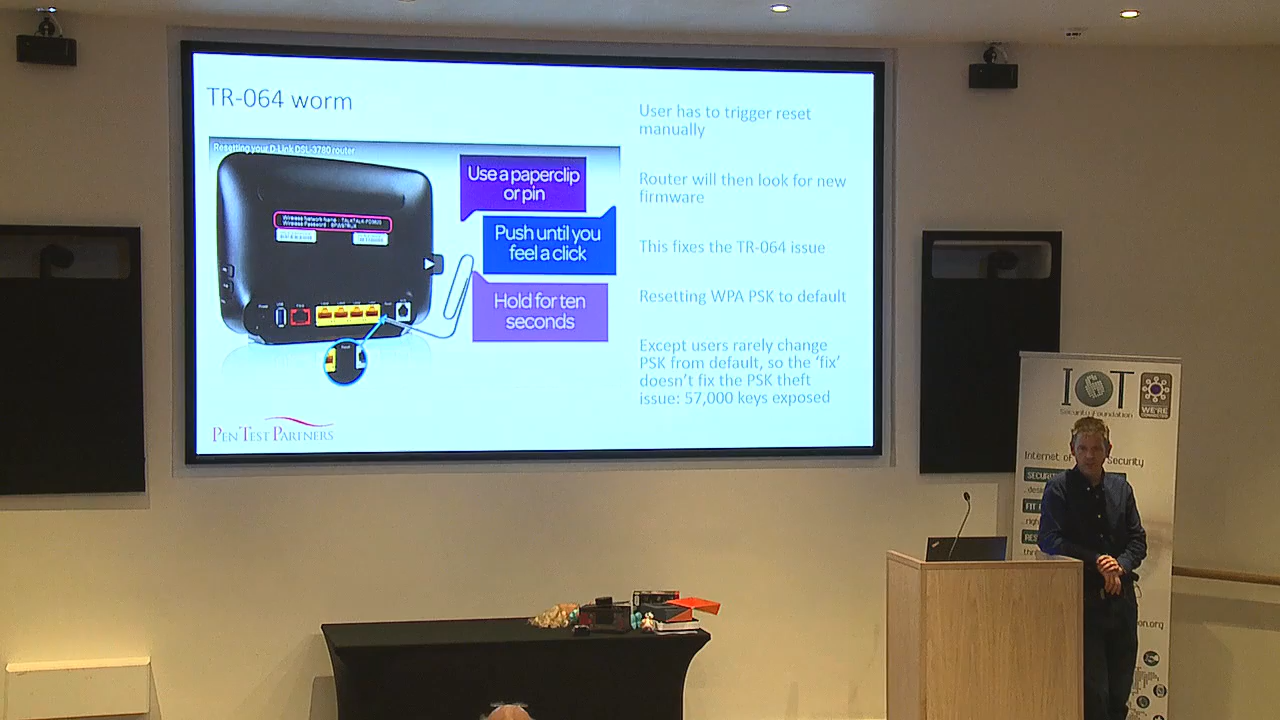 TR-064 worm
Resetting your D-Link DSL-3780 router
Use a paperclip
or pin
Push until you
feel a click
Hold for ten
seconds
PEN TEST PARTNERS
User has to trigger reset
manually
Router will then look for new
firmware
This fixes the TR-064 issue
Resetting WPA PSK to default
Except users rarely change
PSK from default, so the ‘fix’
doesn’t fix the PSK theft
issue: 57,000 keys exposed
IOT
Security Foundation
WE'RE
Internet of
security